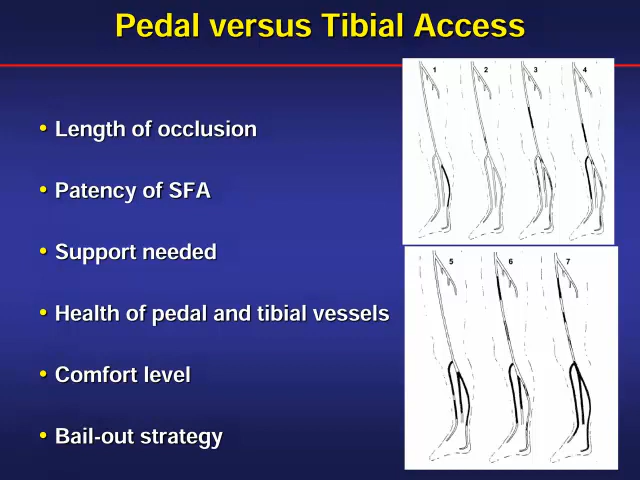 Pedal versus Tibial Access
• Length of occlusion
• Patency of SFA
• Support needed
• Health of pedal and tibial vessels
• Comfort level
• Bail-out strategy
1 2 3 4
5 6 7